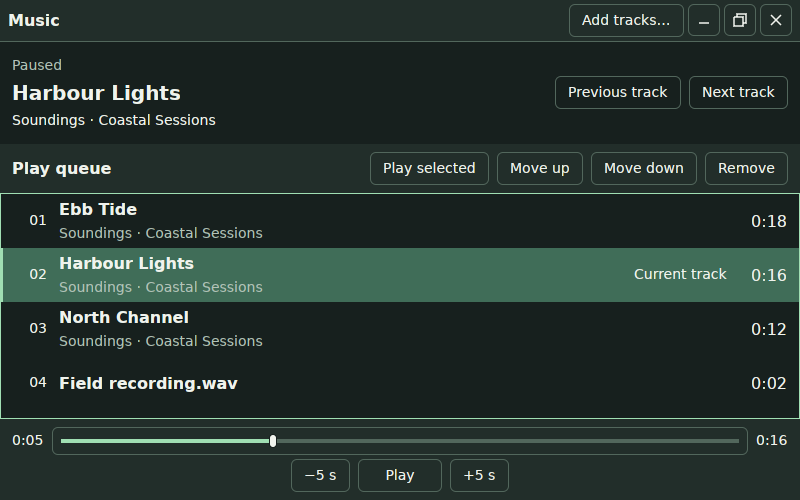 Music
Add tracks...
Paused
Harbour Lights
Soundings · Coastal Sessions
Previous track
Next track
Play queue
Play selected
Move up
Move down
Remove
01
Ebb Tide
Soundings · Coastal Sessions
0:18
02
Harbour Lights
Soundings · Coastal Sessions
Current track
0:16
03
North Channel
Soundings · Coastal Sessions
0:12
04
Field recording.wav
0:02
0:05
0:16
−5 s
Play
+5 s